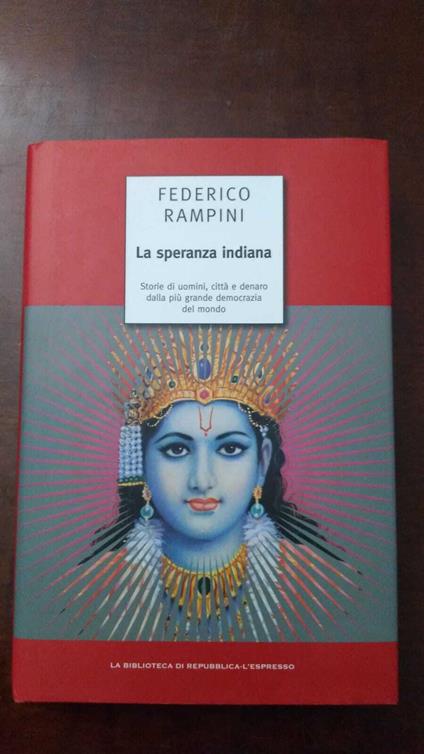 FEDERICO
RAMPINI
La speranza indiana
Storie di uomini, città e denaro
dalla più grande democrazia
del mondo
LA BIBLIOTECA DI REPUBBLICA-L'ESPRESSO